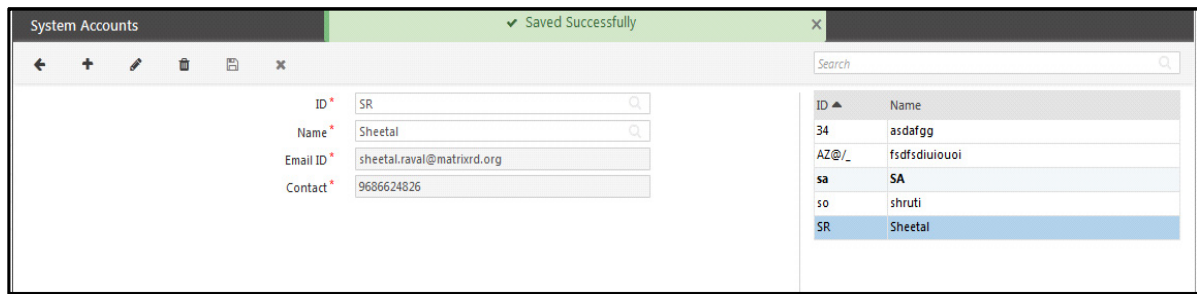 System Accounts
Saved Successfully
Search
ID* SR
Name* Sheetal
Email ID* sheetal.raval@matrixrd.org
Contact* 9686624826
ID Name
34 asdafgg
AZ@/_ fsdfsdiuiouoi
sa SA
so shruti
SR Sheetal